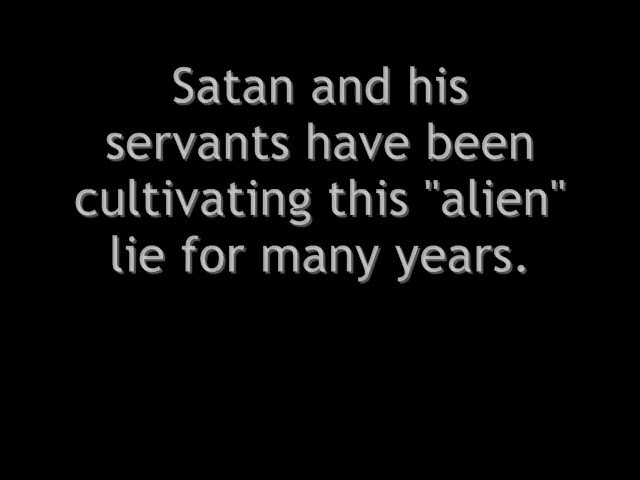 Satan and his
servants have been
cultivating this "alien"
lie for many years.